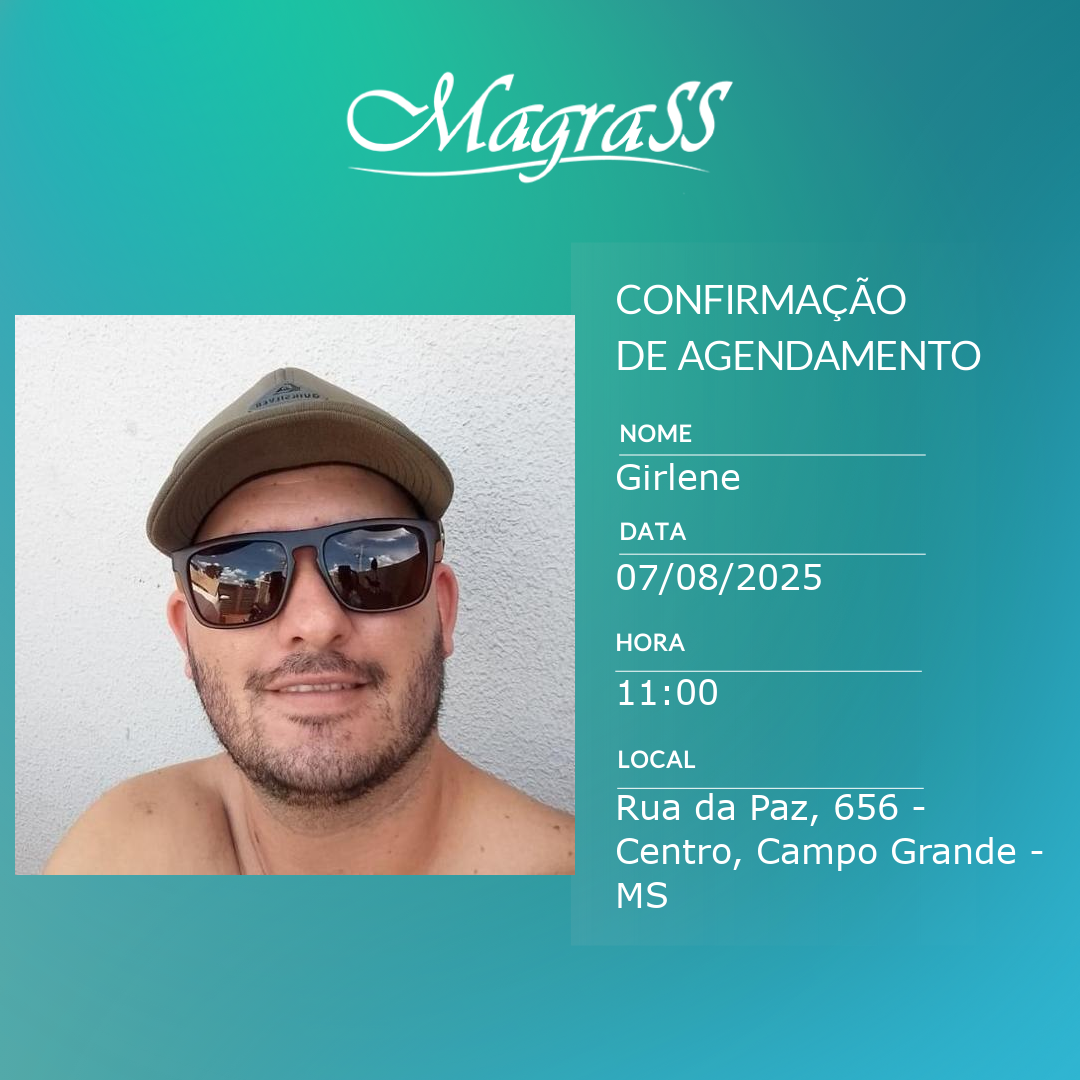 MagraSS
CONFIRMAÇÃO
DE AGENDAMENTO
QUIKSILVER
NOME
Girlene
DATA
07/08/2025
HORA
11:00
LOCAL
Rua da Paz, 656 -
Centro, Campo Grande -
MS